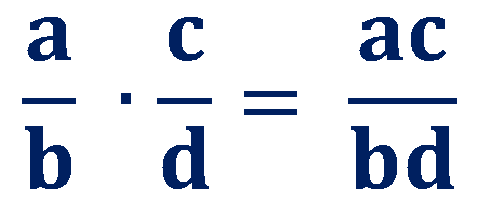 a/b · c/d = ac/bd